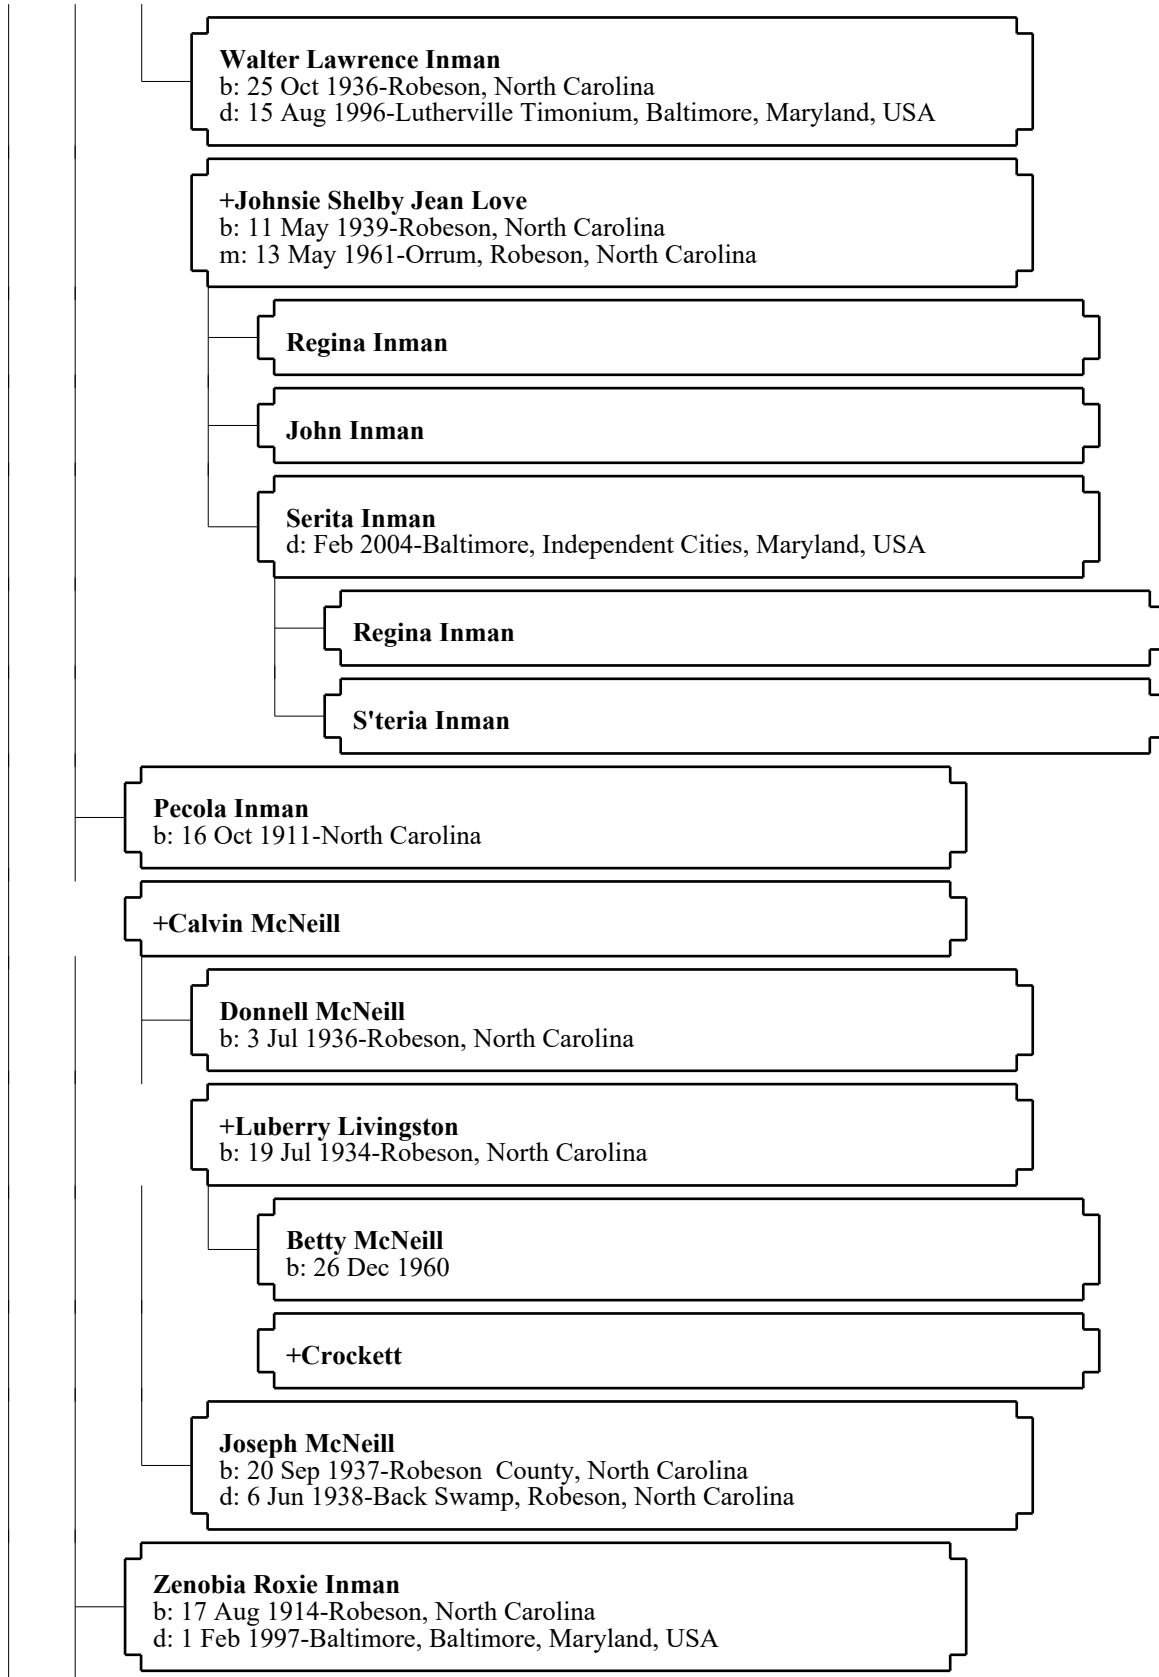 Walter Lawrence Inman
b: 25 Oct 1936-Robeson, North Carolina
d: 15 Aug 1996-Lutherville Timonium, Baltimore, Maryland, USA
+Johnsie Shelby Jean Love
b: 11 May 1939-Robeson, North Carolina
m: 13 May 1961-Orrum, Robeson, North Carolina
Regina Inman
John Inman
Serita Inman
d: Feb 2004-Baltimore, Independent Cities, Maryland, USA
Regina Inman
S'teria Inman
Pecola Inman
b: 16 Oct 1911-North Carolina
+Calvin McNeill
Donnell McNeill
b: 3 Jul 1936-Robeson, North Carolina
+Luberry Livingston
b: 19 Jul 1934-Robeson, North Carolina
Betty McNeill
b: 26 Dec 1960
+Crockett
Joseph McNeill
b: 20 Sep 1937-Robeson  County, North Carolina
d: 6 Jun 1938-Back Swamp, Robeson, North Carolina
Zenobia Roxie Inman
b: 17 Aug 1914-Robeson, North Carolina
d: 1 Feb 1997-Baltimore, Baltimore, Maryland, USA